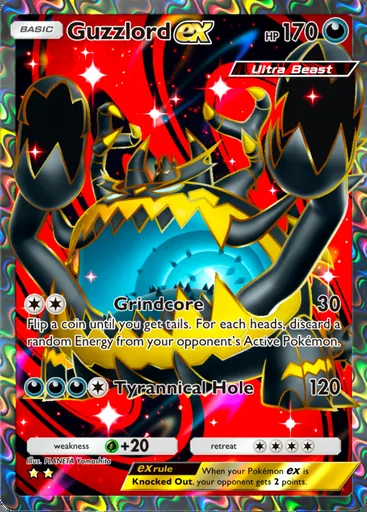 BASIC Guzzlord ex HP 170
Ultra Beast
Grindcore 30
Flip a coin until you get tails. For each heads, discard a
random Energy from your opponent's Active Pokémon.
Tyrannical Hole 120
weakness +20 retreat
Illus. PLANETA Yamashita
ex rule When your Pokémon ex is
Knocked Out, your opponent gets 2 points.